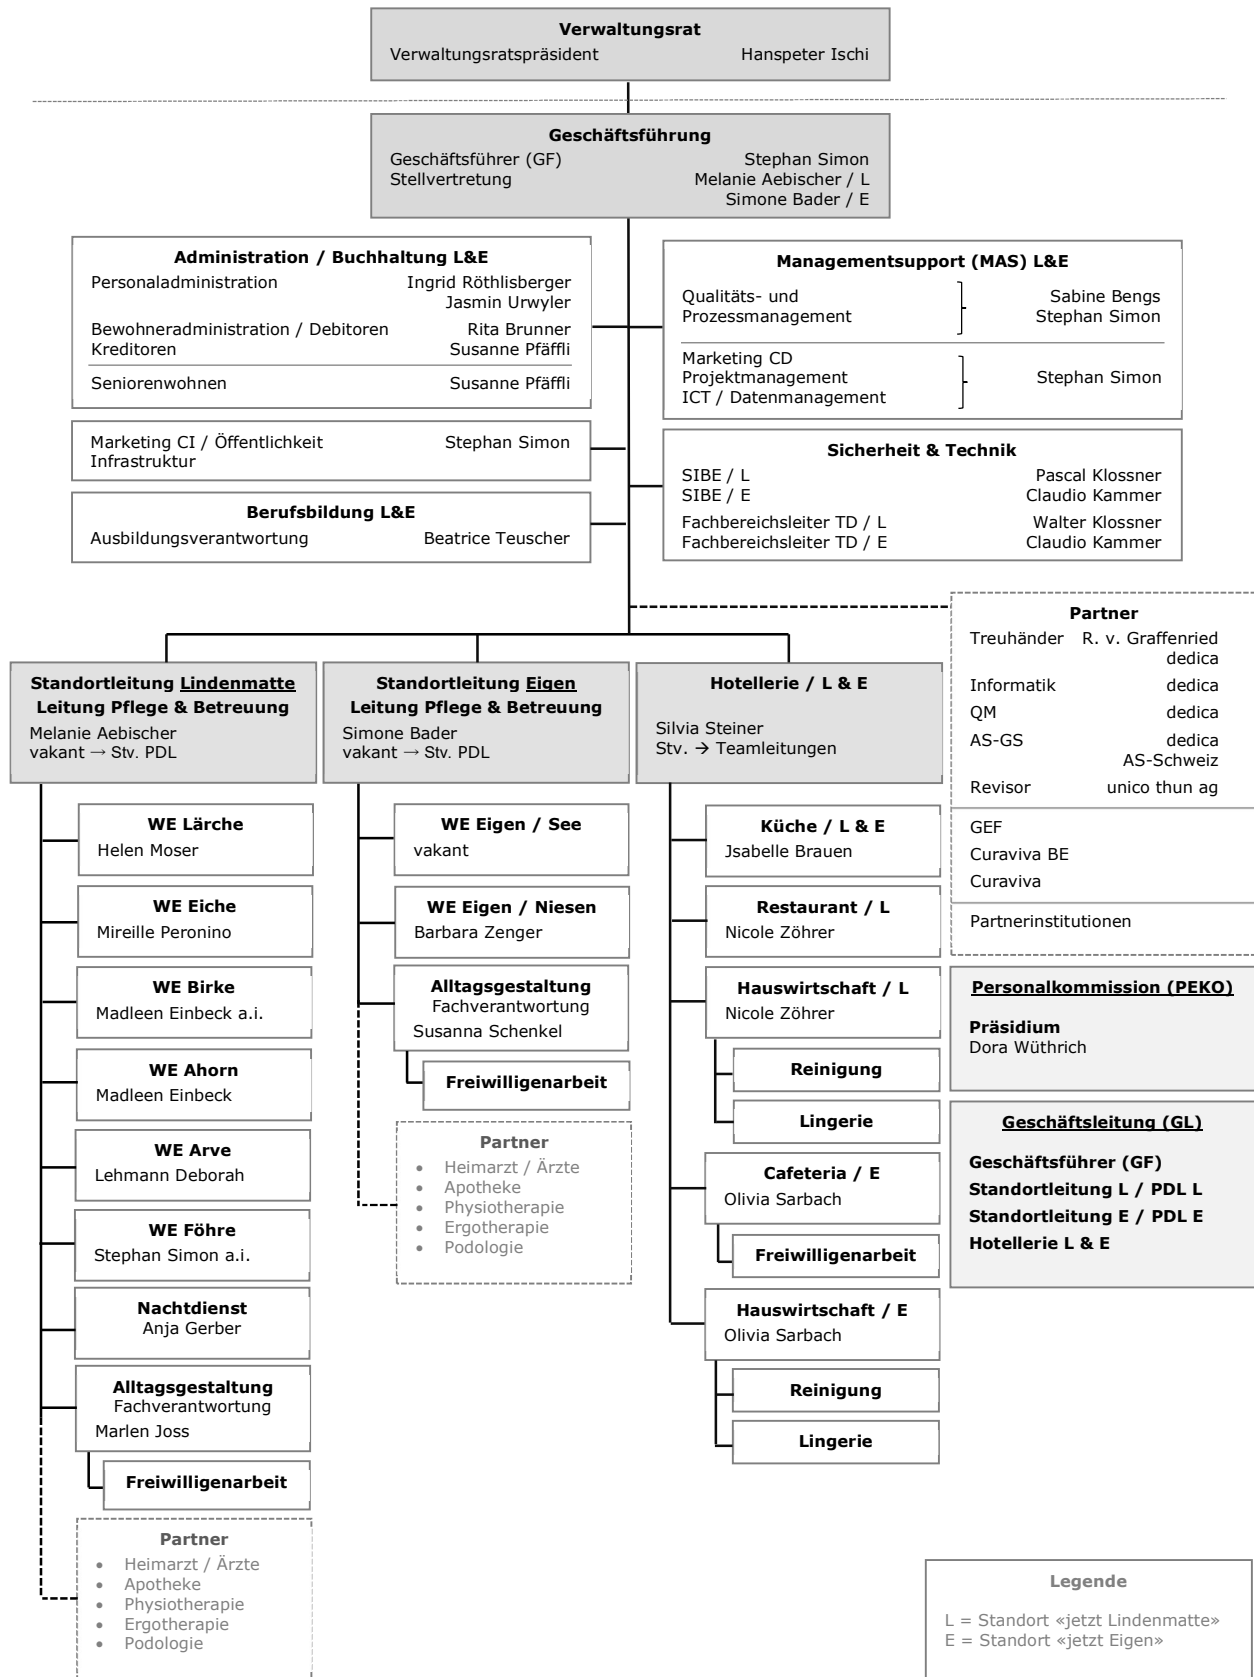 Verwaltungsrat
Verwaltungsratspräsident Hanspeter Ischi
Geschäftsführung
Geschäftsführer (GF) Stephan Simon
Stellvertretung Melanie Aebischer / L
Simone Bader / E
Administration / Buchhaltung L&E
Personaladministration Ingrid Röthlisberger
Jasmin Urwyler
Bewohneradministration / Debitoren Rita Brunner
Kreditoren Susanne Pfäffli
Seniorenwohnen Susanne Pfäffli
Marketing CI / Öffentlichkeit Stephan Simon
Infrastruktur
Berufsbildung L&E
Ausbildungsverantwortung Beatrice Teuscher
Managementsupport (MAS) L&E
Qualitäts- und Sabine Bengs
Prozessmanagement Stephan Simon
Marketing CD
Projektmanagement Stephan Simon
ICT / Datenmanagement
Sicherheit & Technik
SIBE / L Pascal Klossner
SIBE / E Claudio Kammer
Fachbereichsleiter TD / L Walter Klossner
Fachbereichsleiter TD / E Claudio Kammer
Standortleitung Lindenmatte
Leitung Pflege & Betreuung
Melanie Aebischer
vakant → Stv. PDL
WE Lärche
Helen Moser
WE Eiche
Mireille Peronino
WE Birke
Madleen Einbeck a.i.
WE Ahorn
Madleen Einbeck
WE Arve
Lehmann Deborah
WE Föhre
Stephan Simon a.i.
Nachtdienst
Anja Gerber
Alltagsgestaltung
Fachverantwortung
Marlen Joss
Freiwilligenarbeit
Partner
• Heimarzt / Ärzte
• Apotheke
• Physiotherapie
• Ergotherapie
• Podologie
Standortleitung Eigen
Leitung Pflege & Betreuung
Simone Bader
vakant → Stv. PDL
WE Eigen / See
vakant
WE Eigen / Niesen
Barbara Zenger
Alltagsgestaltung
Fachverantwortung
Susanna Schenkel
Freiwilligenarbeit
Partner
• Heimarzt / Ärzte
• Apotheke
• Physiotherapie
• Ergotherapie
• Podologie
Hotellerie / L & E
Silvia Steiner
Stv. → Teamleitungen
Küche / L & E
Jsabelle Brauen
Restaurant / L
Nicole Zöhrer
Hauswirtschaft / L
Nicole Zöhrer
Reinigung
Lingerie
Cafeteria / E
Olivia Sarbach
Freiwilligenarbeit
Hauswirtschaft / E
Olivia Sarbach
Reinigung
Lingerie
Partner
Treuhänder R. v. Graffenried
dedica
Informatik dedica
QM dedica
AS-GS dedica
AS-Schweiz
Revisor unico thun ag
GEF
Curaviva BE
Curaviva
Partnerinstitutionen
Personalkommission (PEKO)
Präsidium
Dora Wüthrich
Geschäftsleitung (GL)
Geschäftsführer (GF)
Standortleitung L / PDL L
Standortleitung E / PDL E
Hotellerie L & E
Legende
L = Standort «jetzt Lindenmatte»
E = Standort «jetzt Eigen»